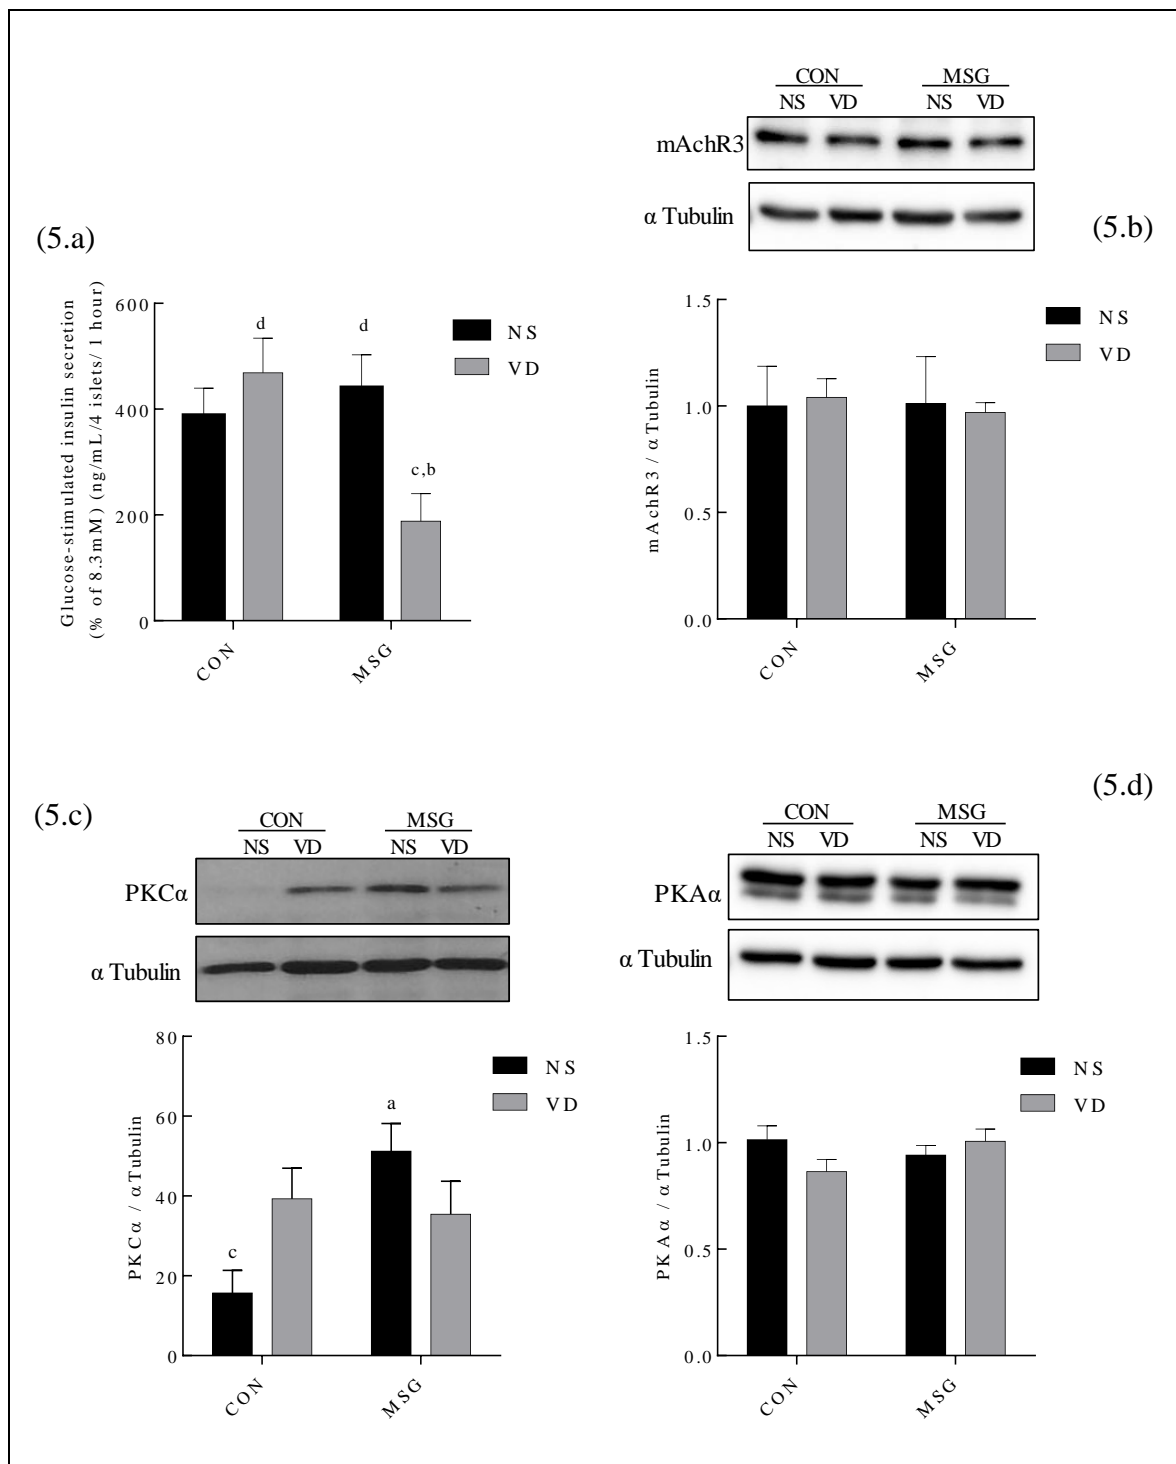 (5.a)
Glucose-stimulated insulin secretion
(% of 8.3mM) (ng/mL/4 islets/ 1 hour)
600
400
200
0
d
d
c,b
NS
VD
CON
MSG
(5.b)
CON MSG
NS VD NS VD
mAchR3
α Tubulin
mAchR3 / αTubulin
1.5
1.0
0.5
0.0
NS
VD
CON
MSG
(5.c)
CON MSG
NS VD NS VD
PKCα
α Tubulin
PKCα / αTubulin
80
60
40
20
0
c
a
NS
VD
CON
MSG
(5.d)
CON MSG
NS VD NS VD
PKAα
α Tubulin
PKAα / αTubulin
1.5
1.0
0.5
0.0
NS
VD
CON
MSG